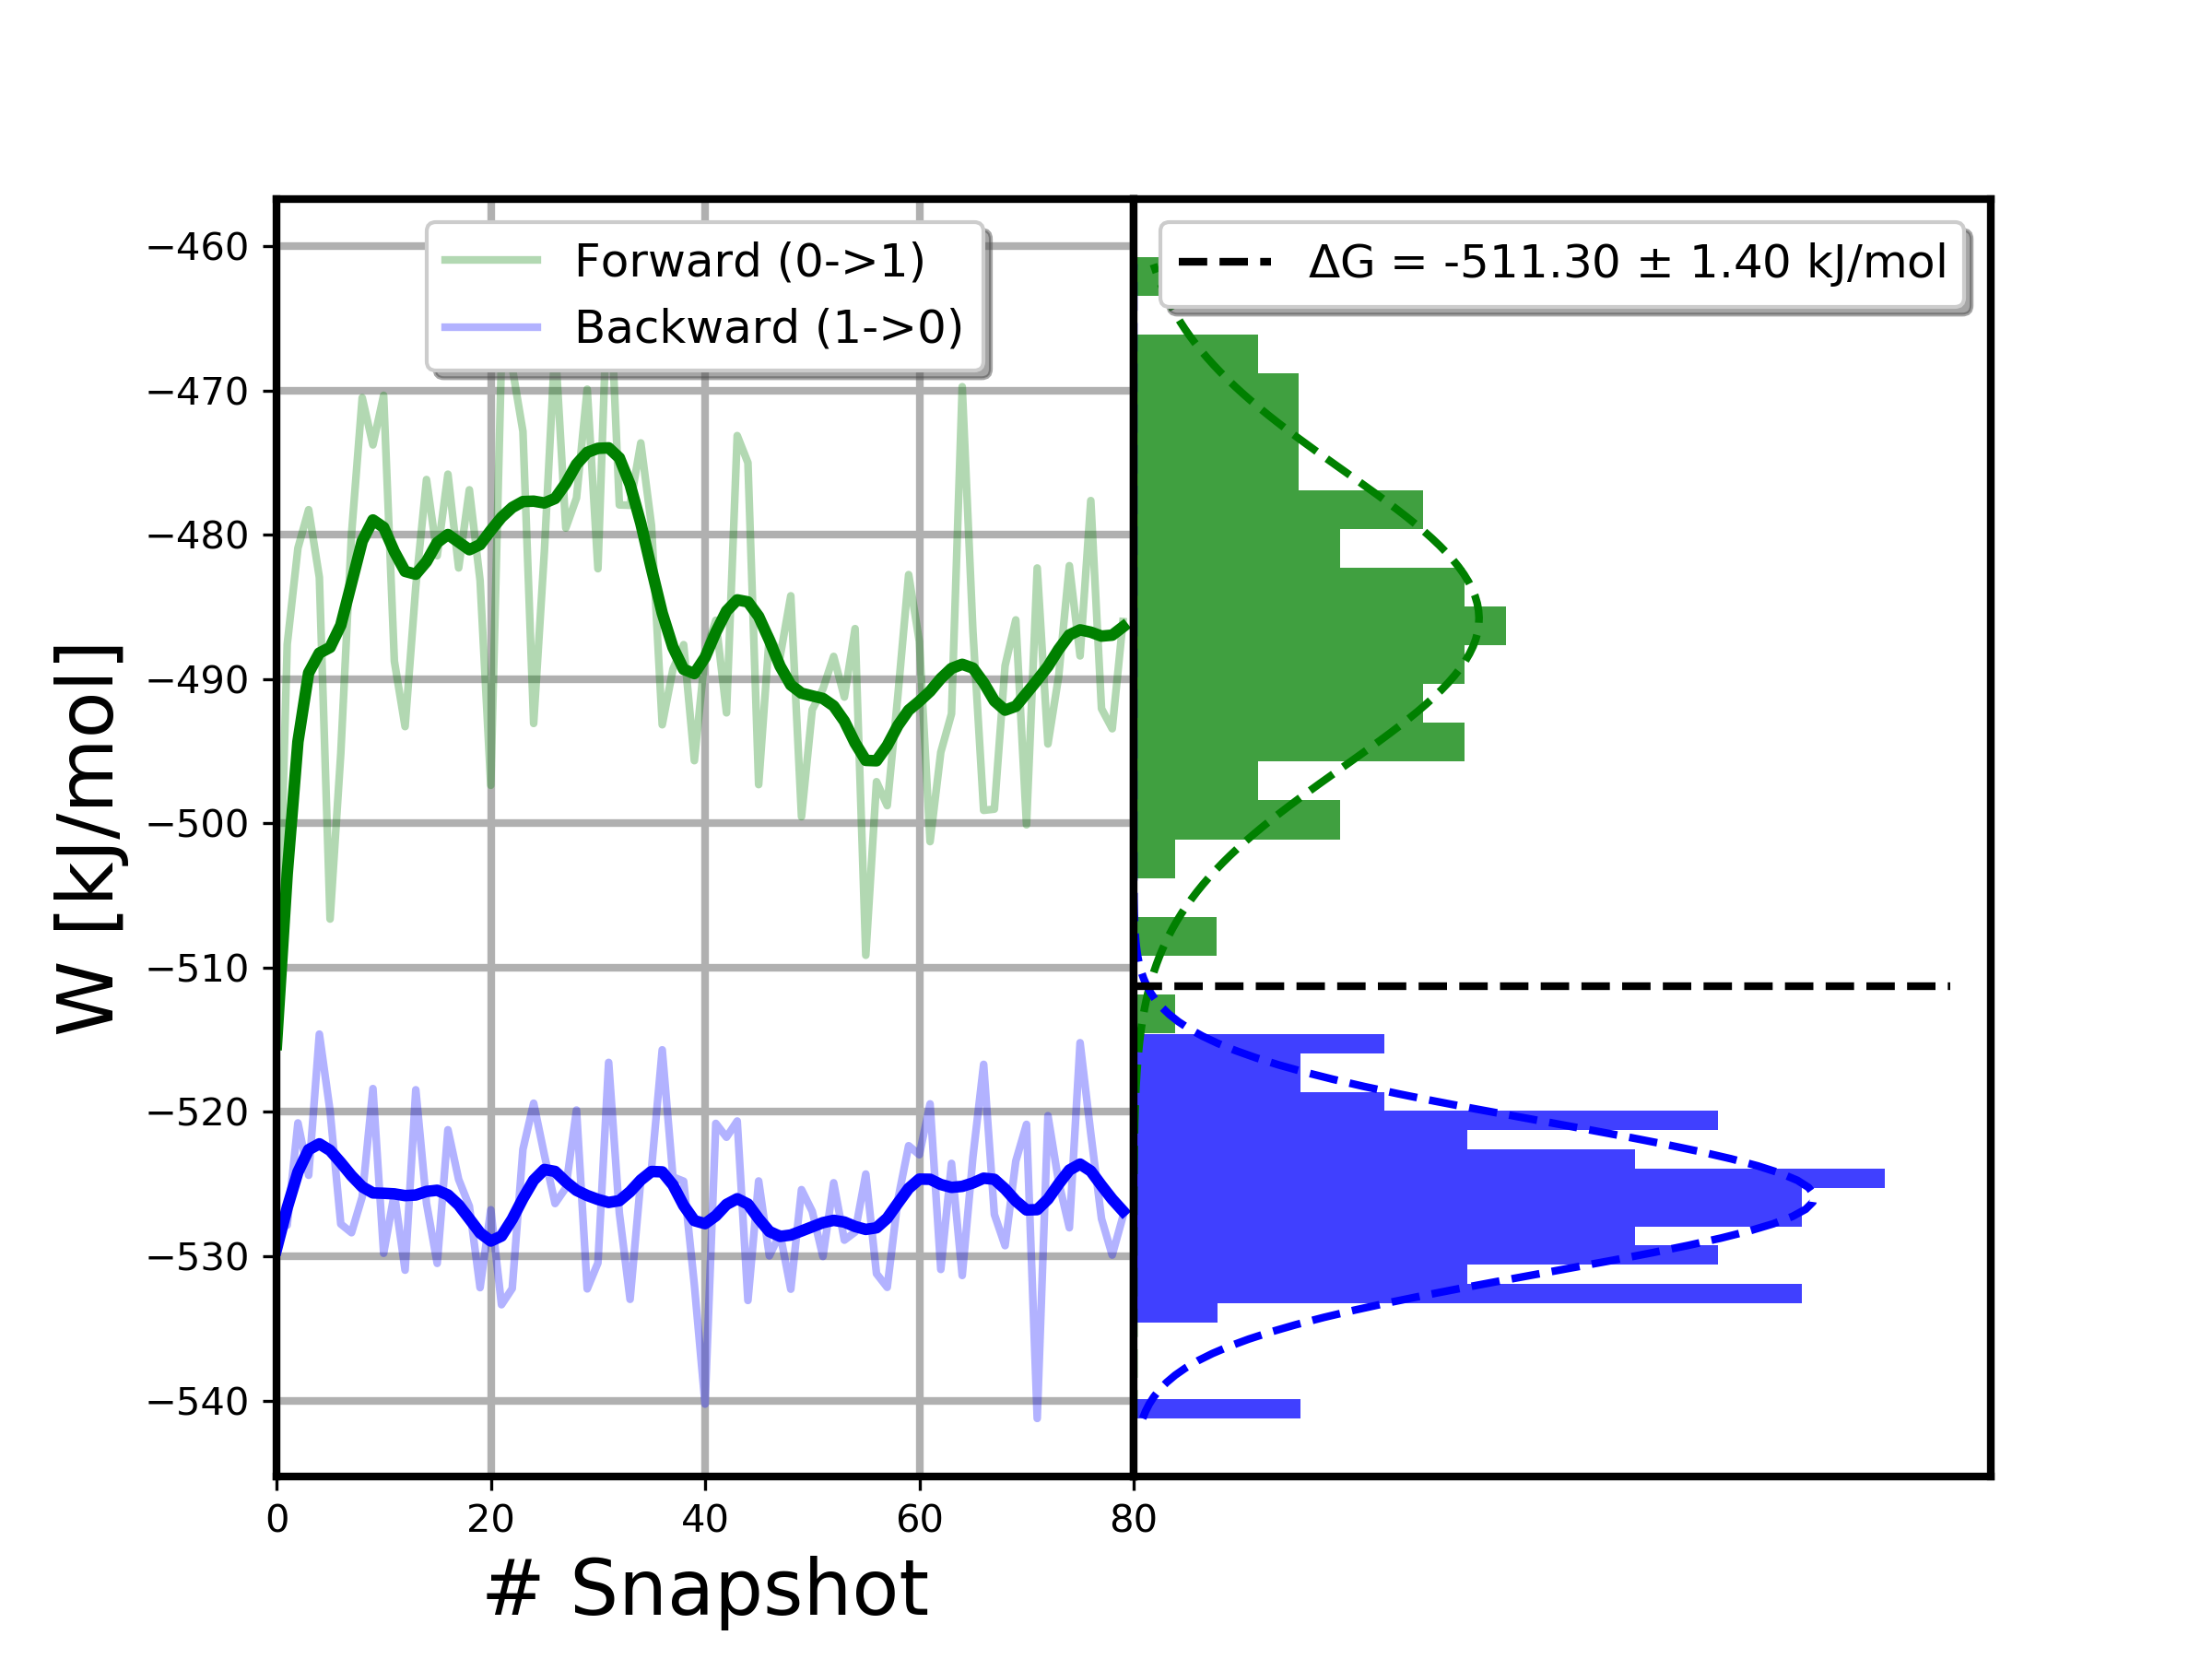 Forward (0->1)
Backward (1->0)
ΔG = -511.30 ± 1.40 kJ/mol
W [kJ/mol]
−460
−470
−480
−490
−500
−510
−520
−530
−540
0 20 40 60 80
# Snapshot